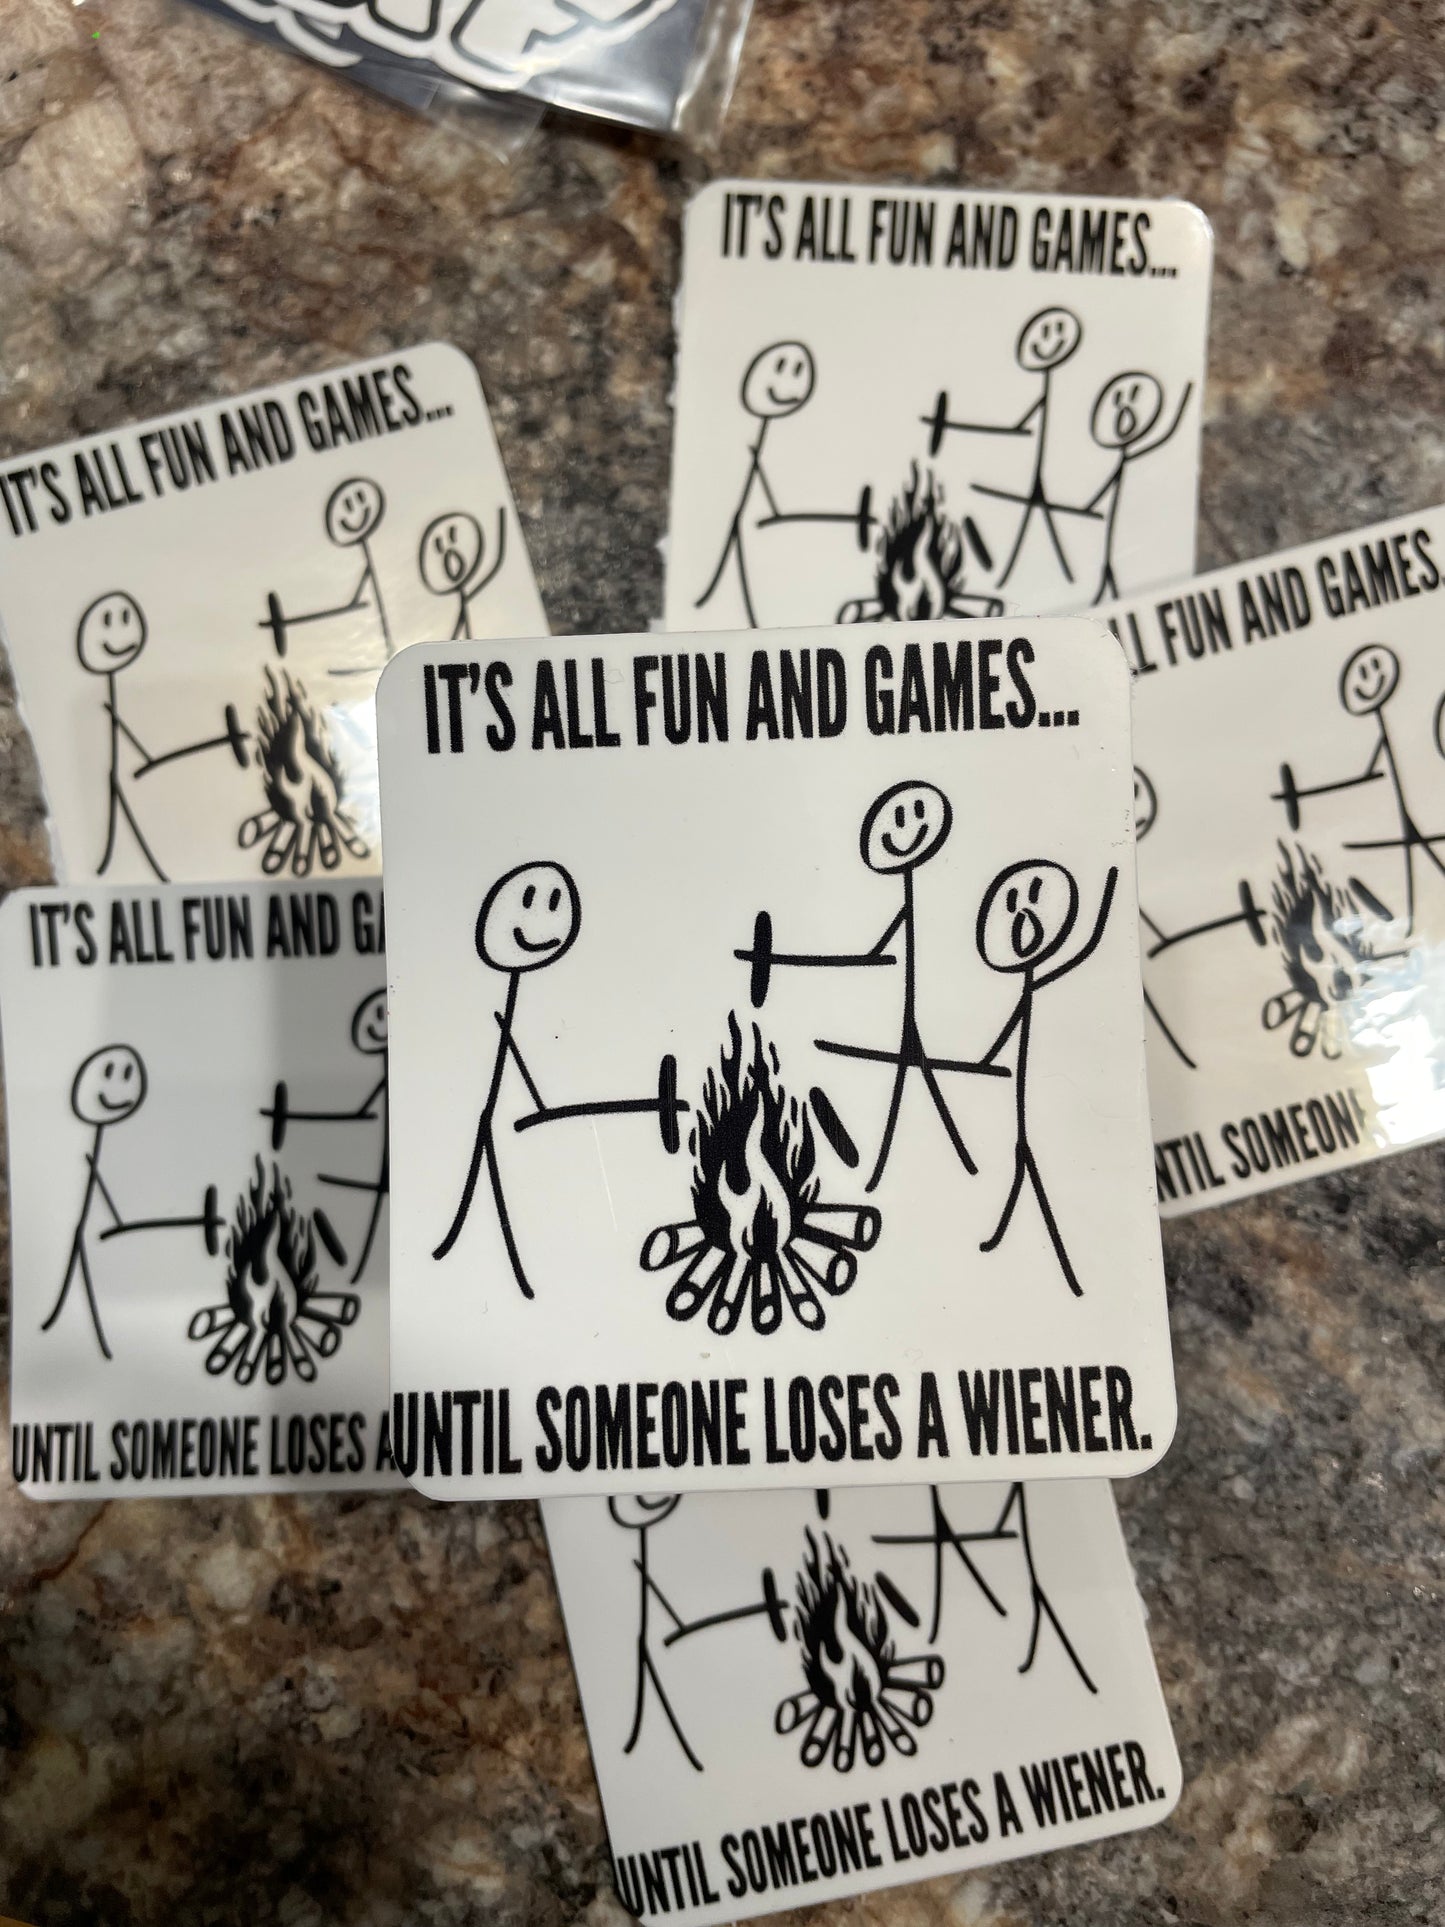 IT'S ALL FUN AND GAMES...
IT'S ALL FUN AND GAMES...
ALL FUN AND GAMES
IT'S ALL FUN AND GAMES...
UNTIL SOMEONE LOSES A WIENER.
IT'S ALL FUN AND
UNTIL SOMEONE LOSES A
UNTIL SOMEONE
UNTIL SOMEONE LOSES A WIENER.